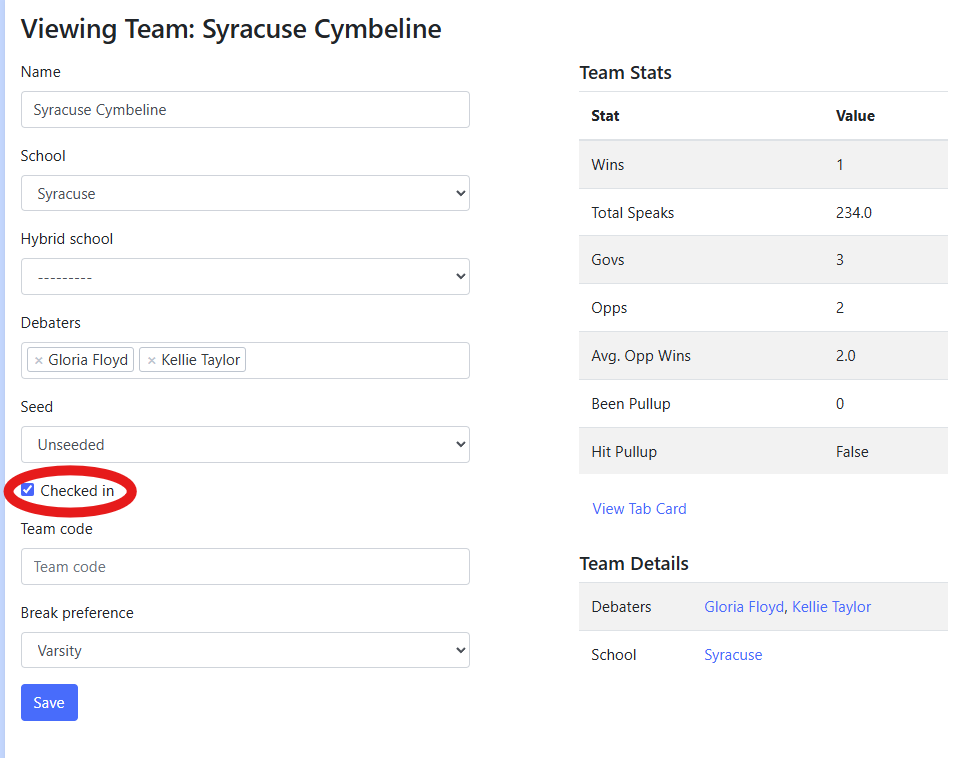 Viewing Team: Syracuse Cymbeline
Name
Syracuse Cymbeline
School
Syracuse
Hybrid school
---------
Debaters
× Gloria Floyd × Kellie Taylor
Seed
Unseeded
Checked in
Team code
Team code
Break preference
Varsity
Save
Team Stats
Stat Value
Wins 1
Total Speaks 234.0
Govs 3
Opps 2
Avg. Opp Wins 2.0
Been Pullup 0
Hit Pullup False
View Tab Card
Team Details
Debaters Gloria Floyd, Kellie Taylor
School Syracuse